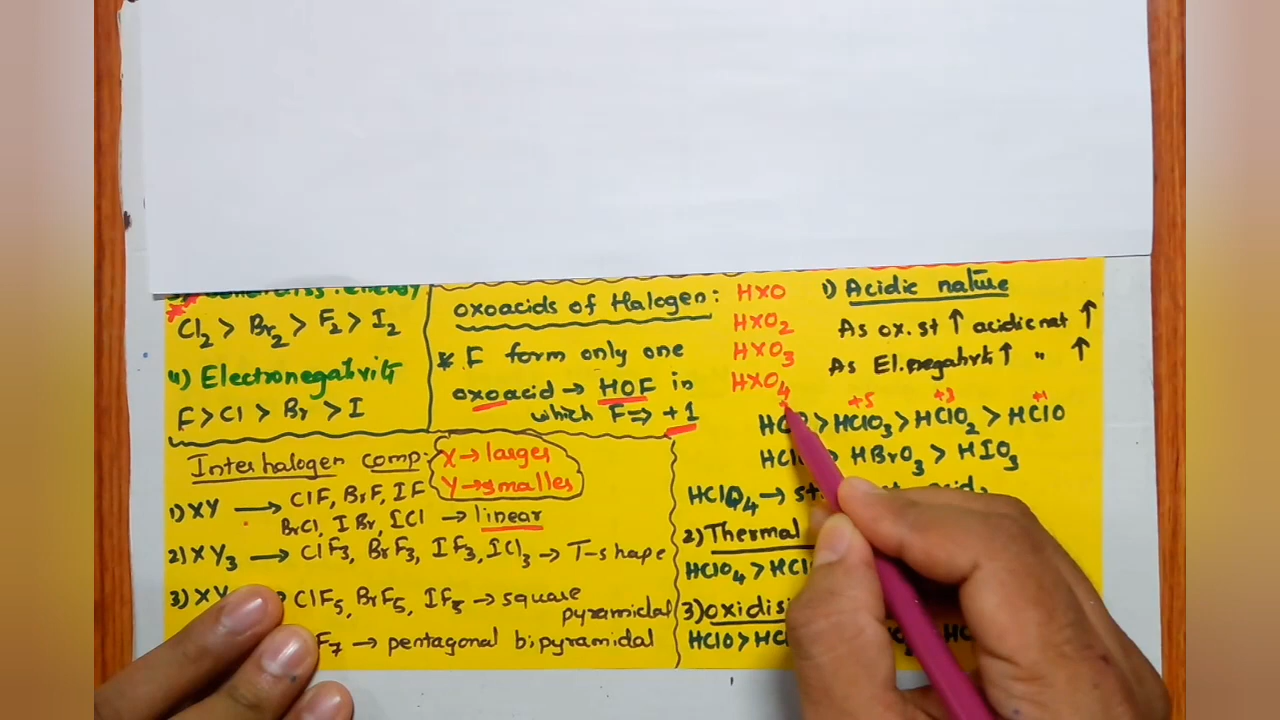 Cl2 > Br2 > F2 > I2
4) Electronegativity
F > Cl > Br > I
oxoacids of Halogen:
* F form only one
oxoacid → HOF in
which F ⇒ +1
HXO
HXO2
HXO3
HXO4
1) Acidic nature
As ox. st ↑ acidic nat ↑
As El. negativity ↑ " ↑
+5 +3 +1
> HClO3 > HClO2 > HClO
> HBrO3 > HIO3
HClO4 →
2) Thermal
HClO4 >
3) oxidisi
HClO >
Interhalogen comp:
X → larger
Y → smaller
1) XY → ClF, BrF, IF
BrCl, IBr, ICl → linear
2) XY3 → ClF3, BrF3, IF3, ICl3 → T-shape
3) XY ClF5, BrF5, IF5 → square
pyramidal
F7 → pentagonal bipyramidal